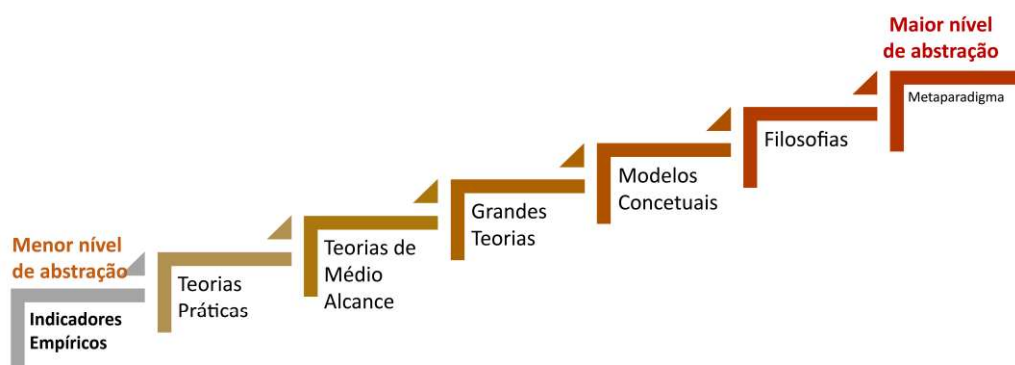 Menor nível
de abstração
Indicadores
Empíricos
Teorias
Práticas
Teorias de
Médio
Alcance
Grandes
Teorias
Modelos
Concetuais
Filosofias
Maior nível
de abstração
Metaparadigma